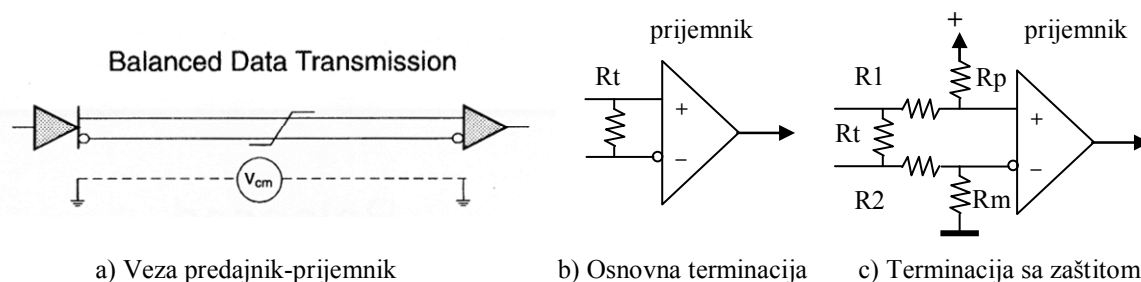 Balanced Data Transmission
Vcm
a) Veza predajnik-prijemnik
prijemnik
Rt
+
−
b) Osnovna terminacija
+
prijemnik
R1
Rp
Rt
+
−
R2
Rm
c) Terminacija sa zaštitom